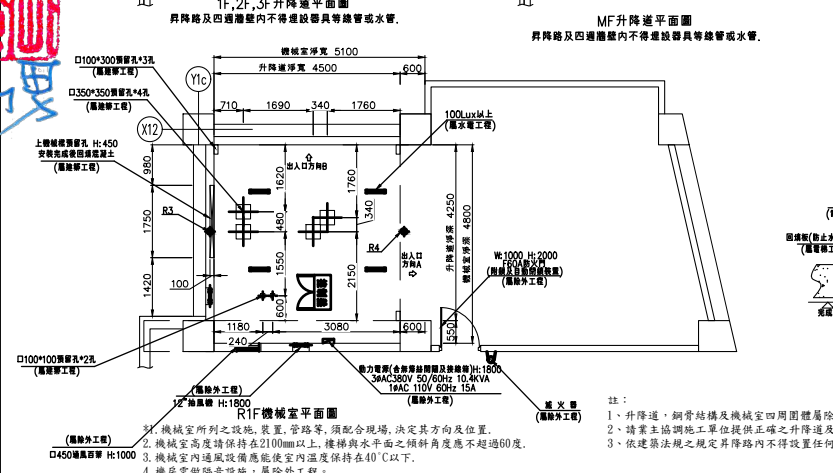 1F,2F,3F升降道平面圖
昇降路及四週牆壁內不得埋設器具等線管或水管.
MF升降道平面圖
昇降路及四週牆壁內不得埋設器具等線管或水管.
機械室淨寬 5100
升降道淨寬 4500
600
710
1690
340
1760
□100*300預留孔*3孔
(屬建築工程)
□350*350預留孔*4孔
(屬建築工程)
Y1c
X12
上機械樑預留孔 H:450
安裝完成後回填混凝土
(屬建築工程)
100Lux以上
(屬水電工程)
出入口方向B
980
1750
1420
R3
100
1620
480
1550
600
1760
340
2150
R4
出入口
方向A
升降道淨深 4250
機械室淨深 4800
550
W:1000 H:2000
F60A防火門
(附鎖及自動閉鎖裝置)
(屬除外工程)
1180
3080
600
240
□100*100預留孔*2孔
(屬建築工程)
動力電源(含無熔絲開關及接線箱)H:1800
3∅AC380V 50/60Hz 10.4KVA
1∅AC 110V 60Hz 15A
(屬除外工程)
(屬除外工程)
12"抽風機 H:1800
滅火器
(屬除外工程)
R1F機械室平面圖
(屬除外工程)
□450通風百葉 H:1000
1.機械室所列之設施,裝置,管路等,須配合現場,決定其方向及位置.
2.機械室高度請保持在2100mm以上,樓梯與水平面之傾斜角度應不超過60度.
3.機械室內通風設備應能使室內溫度保持在40°C以下.
註：
1、升降道，鋼骨結構及機械室四周圍體屬除
2、請業主協調施工單位提供正確之升降道及
3、依建築法規之規定昇降路內不得設置任何
完成